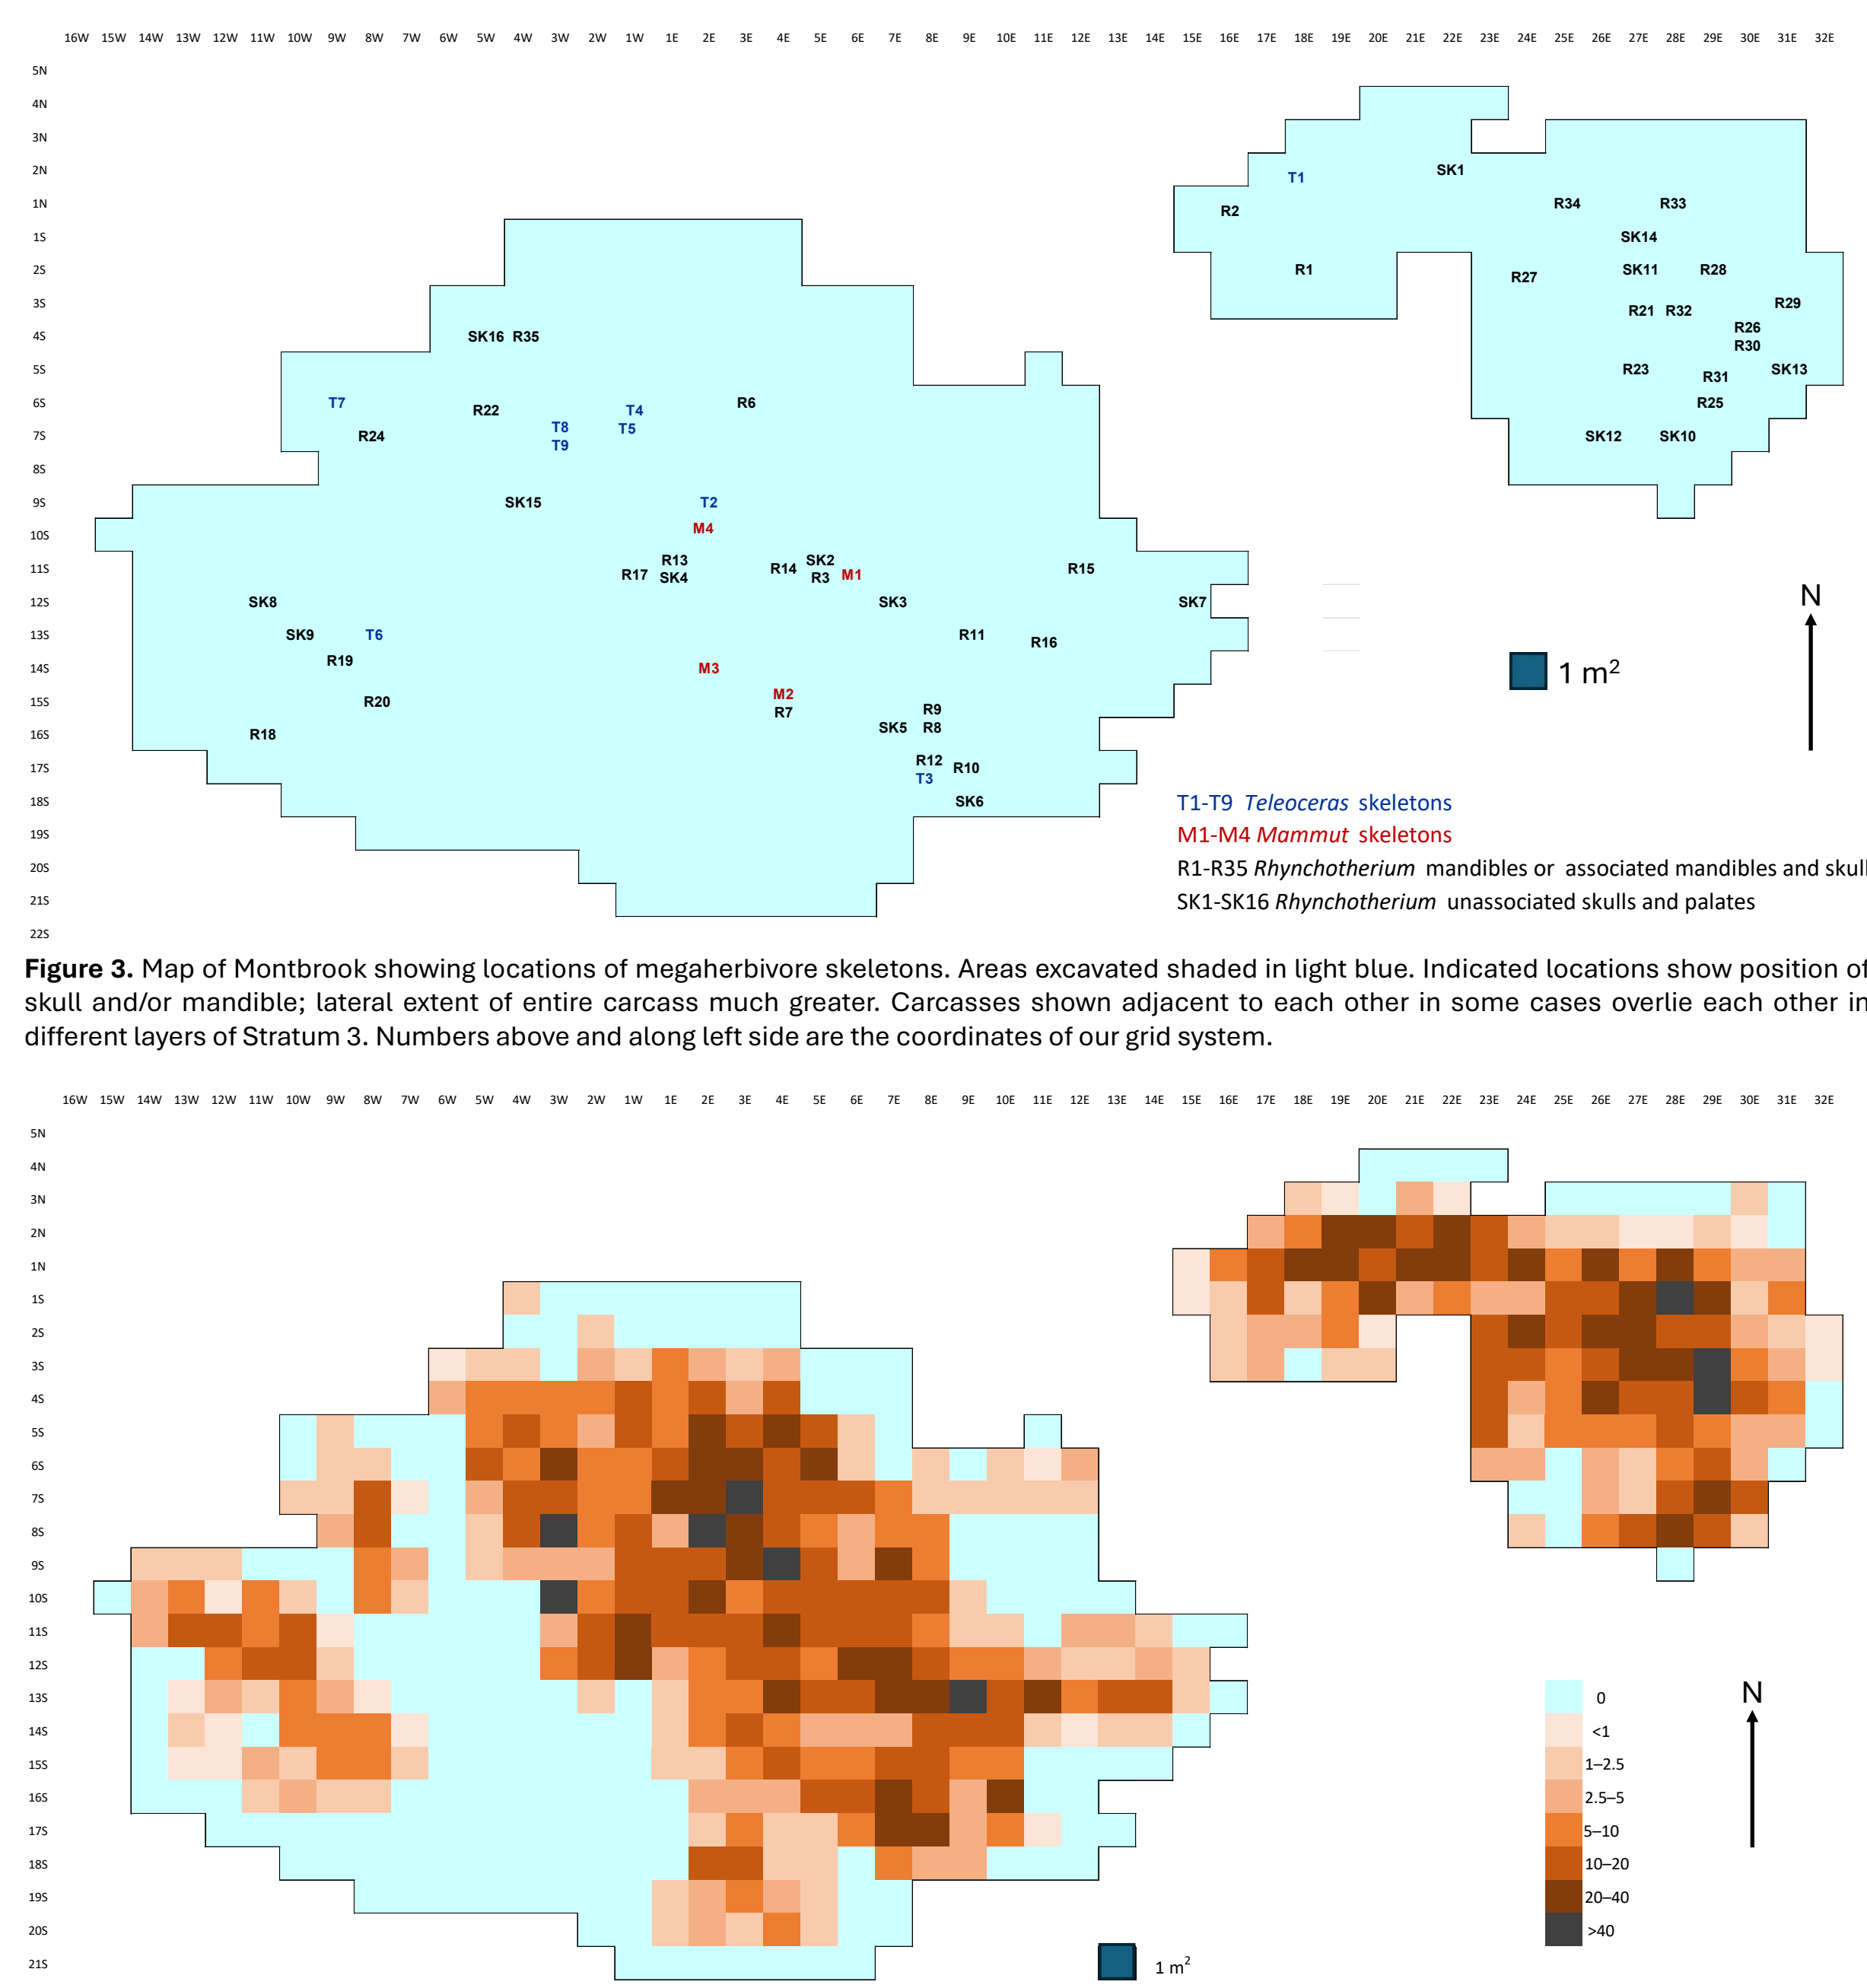 16W 15W 14W 13W 12W 11W 10W 9W 8W 7W 6W 5W 4W 3W 2W 1W 1E 2E 3E 4E 5E 6E 7E 8E 9E 10E 11E 12E 13E 14E 15E 16E 17E 18E 19E 20E 21E 22E 23E 24E 25E 26E 27E 28E 29E 30E 31E 32E
5N
4N
3N
2N T1 SK1
1N R2 R34 R33
1S SK14
2S R1 R27 SK11 R28
3S R21 R32 R29
4S SK16 R35 R26
R30
5S R23 R31 SK13
6S T7 R22 T4 R6 R25
7S R24 T8 T5 SK12 SK10
T9
8S
9S SK15 T2
10S M4
R13 SK2
11S R17 SK4 R14 R3 M1 R15
12S SK8 SK3 SK7 N
13S SK9 T6 R11 R16
14S R19 M3 M2 1 m²
15S R20 R7 R9
16S R18 SK5 R8
R12
17S T3 R10
18S SK6 T1-T9 Teleoceras skeletons
19S M1-M4 Mammut skeletons
20S R1-R35 Rhynchotherium mandibles or associated mandibles and skull
21S SK1-SK16 Rhynchotherium unassociated skulls and palates
22S
Figure 3. Map of Montbrook showing locations of megaherbivore skeletons. Areas excavated shaded in light blue. Indicated locations show position of
skull and/or mandible; lateral extent of entire carcass much greater. Carcasses shown adjacent to each other in some cases overlie each other in
different layers of Stratum 3. Numbers above and along left side are the coordinates of our grid system.
16W 15W 14W 13W 12W 11W 10W 9W 8W 7W 6W 5W 4W 3W 2W 1W 1E 2E 3E 4E 5E 6E 7E 8E 9E 10E 11E 12E 13E 14E 15E 16E 17E 18E 19E 20E 21E 22E 23E 24E 25E 26E 27E 28E 29E 30E 31E 32E
5N
4N
3N
2N
1N
1S
2S
3S
4S
5S
6S
7S
8S
9S
10S
11S
12S
13S 0 N
14S <1
15S 1–2.5
16S 2.5–5
17S 5–10
18S 10–20
19S 20–40
20S >40
21S 1 m²